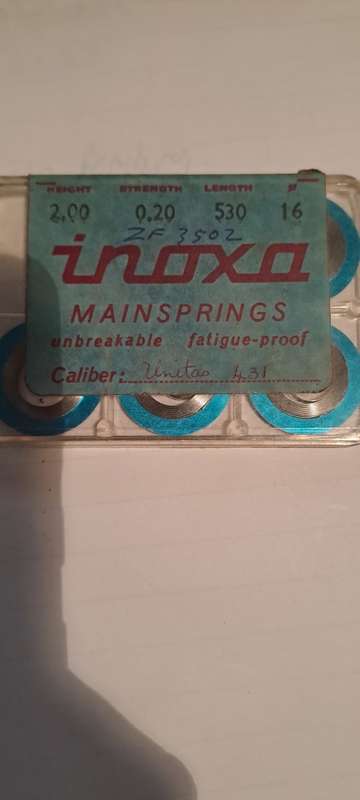 HEIGHT STRENGTH LENGTH ø
2.00 0.20 530 16
ZF 3502
inoxa
MAINSPRINGS
unbreakable fatigue-proof
Caliber: Unitas 431